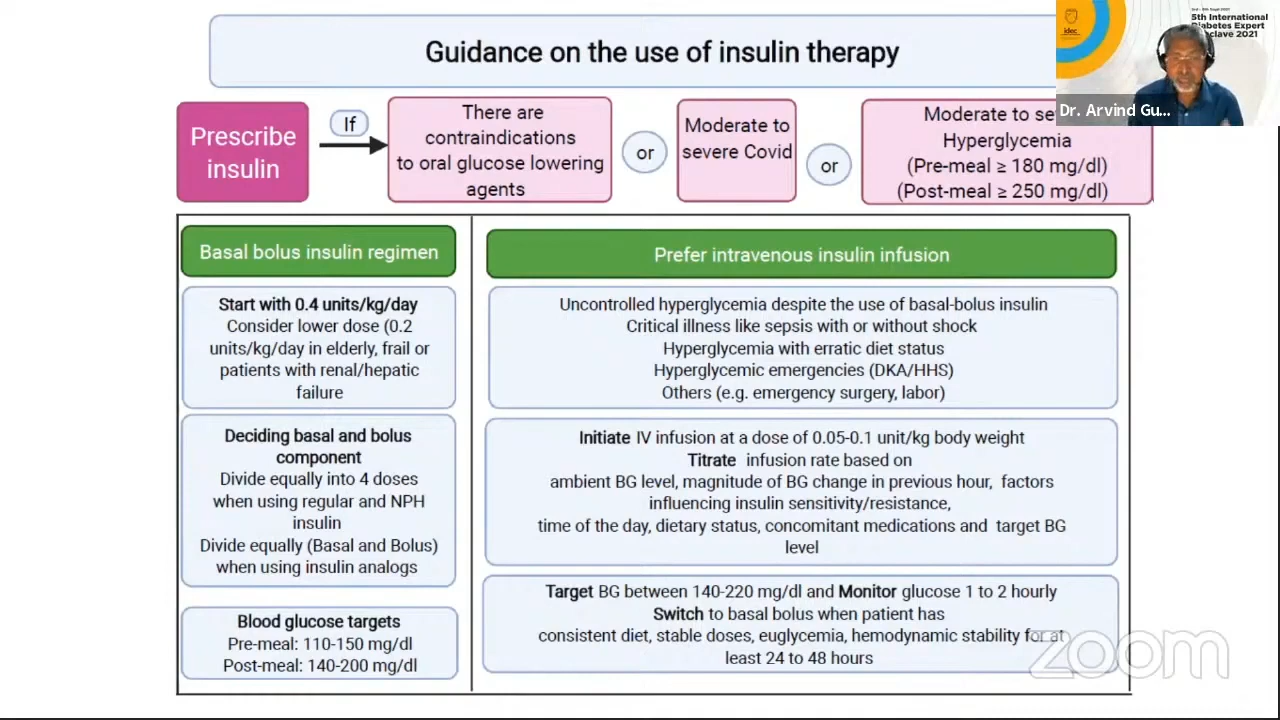 Guidance on the use of insulin therapy
5th International
Diabetes Expert
2021
idec
Dr. Arvind Gu...
Prescribe
insulin
If
There are
contraindications
to oral glucose lowering
agents
or
Moderate to
severe Covid
or
Moderate to se
Hyperglycemia
(Pre-meal ≥ 180 mg/dl)
(Post-meal ≥ 250 mg/dl)
Basal bolus insulin regimen
Start with 0.4 units/kg/day
Consider lower dose (0.2
units/kg/day in elderly, frail or
patients with renal/hepatic
failure
Deciding basal and bolus
component
Divide equally into 4 doses
when using regular and NPH
insulin
Divide equally (Basal and Bolus)
when using insulin analogs
Blood glucose targets
Pre-meal: 110-150 mg/dl
Post-meal: 140-200 mg/dl
Prefer intravenous insulin infusion
Uncontrolled hyperglycemia despite the use of basal-bolus insulin
Critical illness like sepsis with or without shock
Hyperglycemia with erratic diet status
Hyperglycemic emergencies (DKA/HHS)
Others (e.g. emergency surgery, labor)
Initiate IV infusion at a dose of 0.05-0.1 unit/kg body weight
Titrate infusion rate based on
ambient BG level, magnitude of BG change in previous hour, factors
influencing insulin sensitivity/resistance,
time of the day, dietary status, concomitant medications and target BG
level
Target BG between 140-220 mg/dl and Monitor glucose 1 to 2 hourly
Switch to basal bolus when patient has
consistent diet, stable doses, euglycemia, hemodynamic stability for at
least 24 to 48 hours
zoom